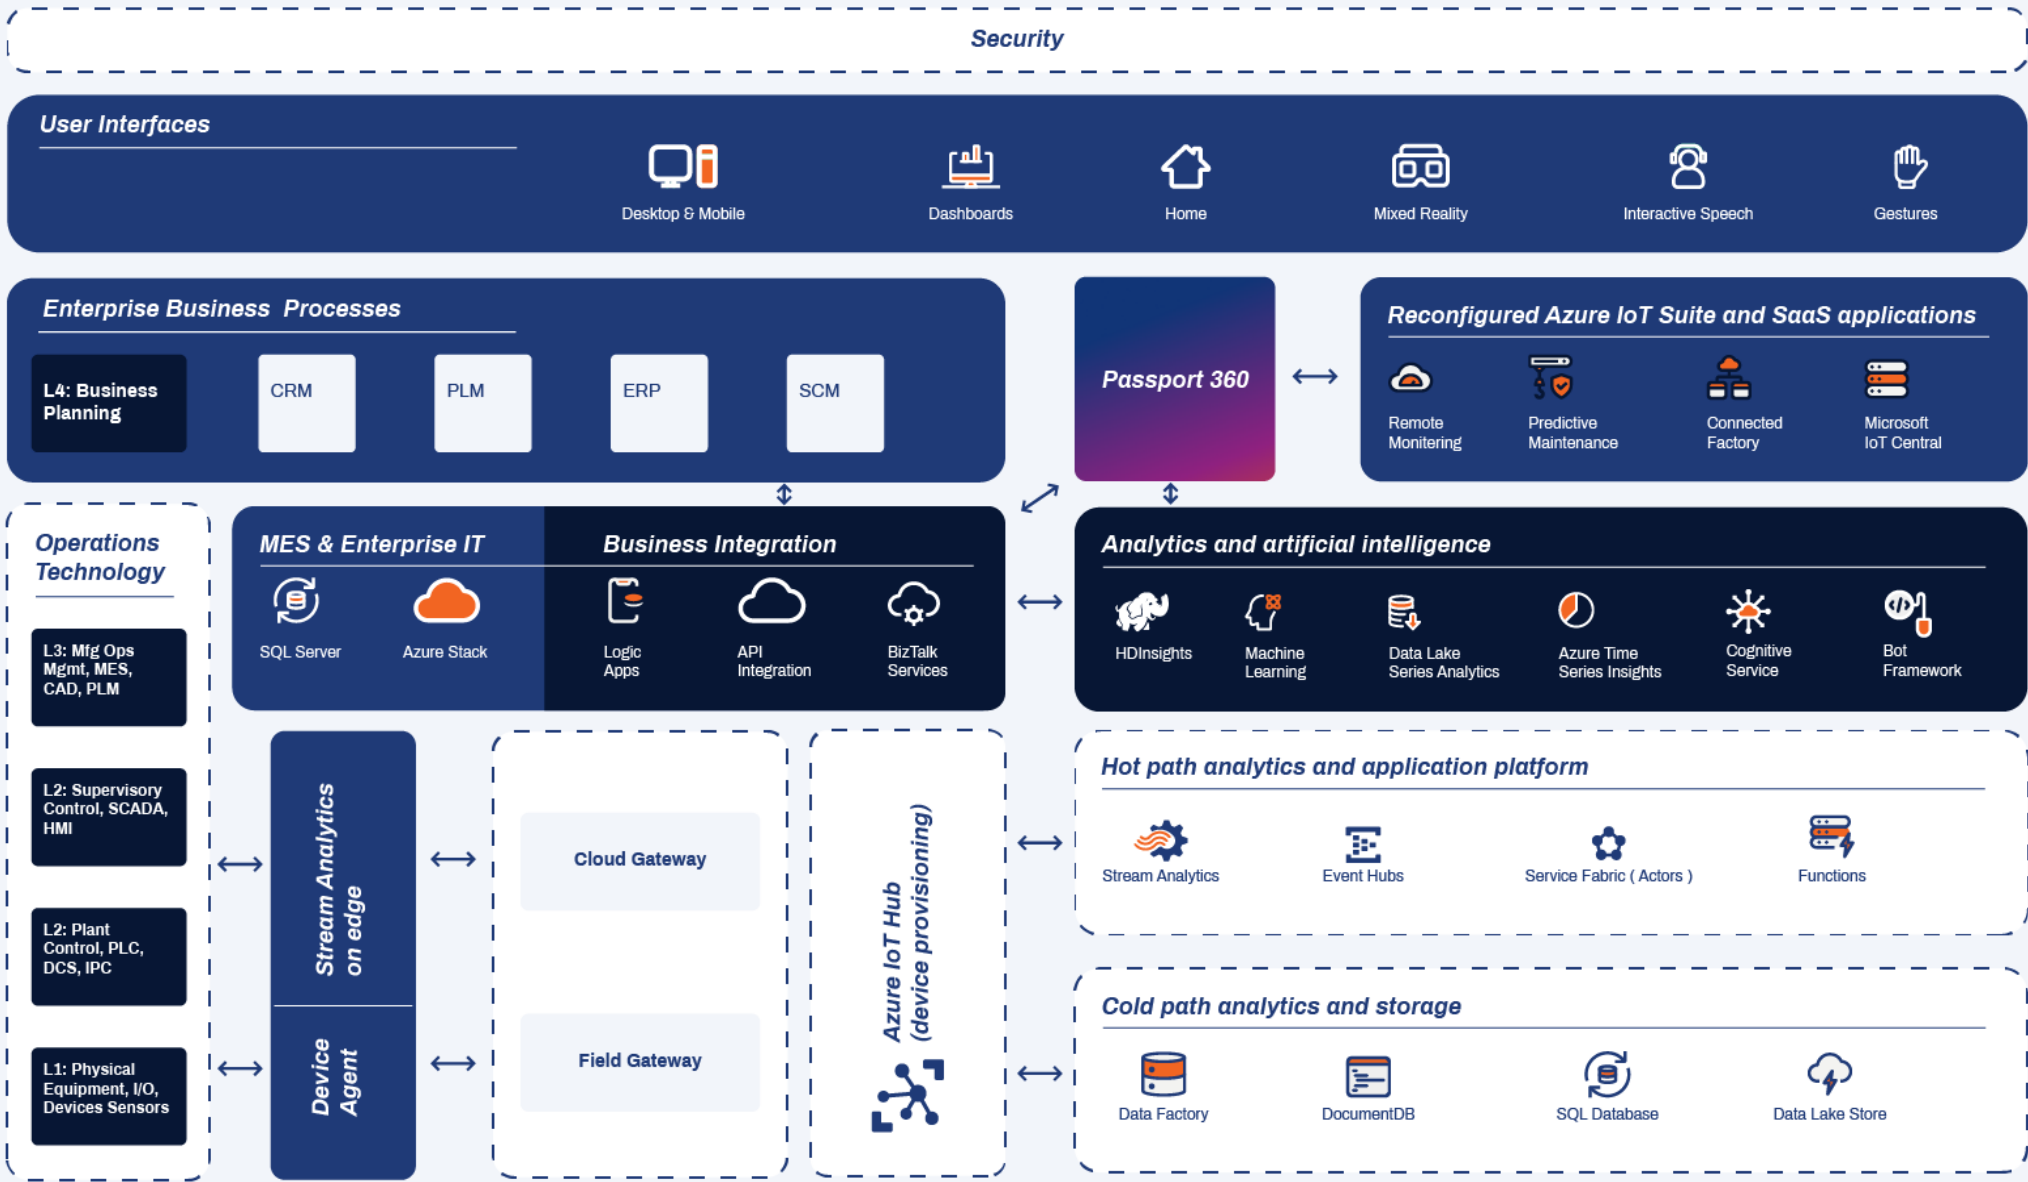 Security
User Interfaces
Desktop & Mobile
Dashboards
Home
Mixed Reality
Interactive Speech
Gestures
Enterprise Business Processes
L4: Business
Planning
CRM
PLM
ERP
SCM
Passport 360
Reconfigured Azure IoT Suite and SaaS applications
Remote
Monitering
Predictive
Maintenance
Connected
Factory
Microsoft
IoT Central
Operations
Technology
L3: Mfg Ops
Mgmt, MES,
CAD, PLM
L2: Supervisory
Control, SCADA,
HMI
L2: Plant
Control, PLC,
DCS, IPC
L1: Physical
Equipment, I/O,
Devices Sensors
MES & Enterprise IT
SQL Server
Azure Stack
Business Integration
Logic
Apps
API
Integration
BizTalk
Services
Analytics and artificial intelligence
HDInsights
Machine
Learning
Data Lake
Series Analytics
Azure Time
Series Insights
Cognitive
Service
Bot
Framework
Stream Analytics
on edge
Device
Agent
Cloud Gateway
Field Gateway
Azure IoT Hub
(device provisioning)
Hot path analytics and application platform
Stream Analytics
Event Hubs
Service Fabric ( Actors )
Functions
Cold path analytics and storage
Data Factory
DocumentDB
SQL Database
Data Lake Store